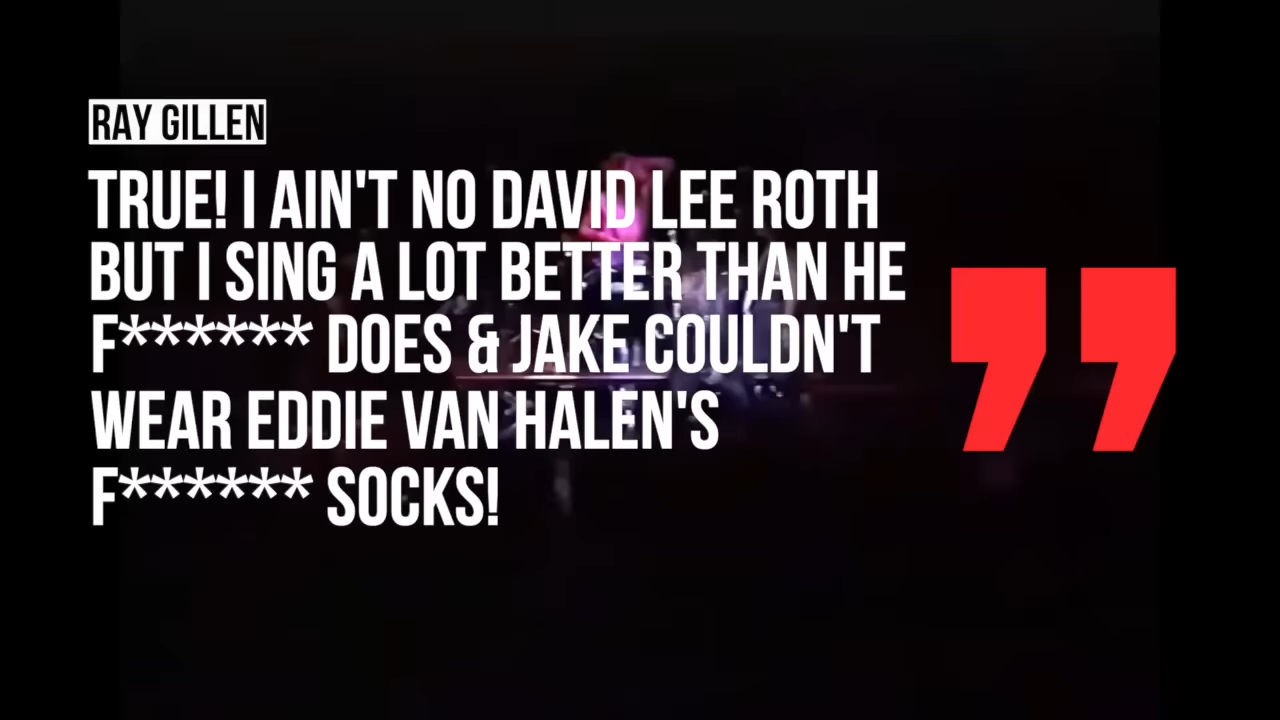 RAY GILLEN
TRUE! I AIN'T NO DAVID LEE ROTH
BUT I SING A LOT BETTER THAN HE
F****** DOES & JAKE COULDN'T
WEAR EDDIE VAN HALEN'S
F****** SOCKS!
”